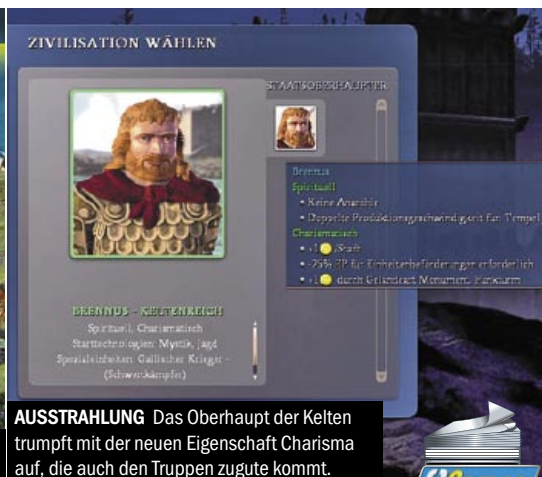 ZIVILISATION WÄHLEN
STAATSOBERHÄUPTER
Brennus
Spirituell
• Keine Anarchie
• Doppelte Produktionsgeschwindigkeit für: Tempel
Charismatisch
• +1 /Stadt
• -25% EP für Einheitenbeförderungen erforderlich
• +1 durch Gebäudeart Monument, Funkturm
BRENNUS - KELTENREICH
Spirituell, Charismatisch
Starttechnologien: Mystik, Jagd
Spezialeinheiten: Gallischer Krieger -
(Schwertkämpfer)
AUSSTRAHLUNG Das Oberhaupt der Kelten
trumpft mit der neuen Eigenschaft Charisma
auf, die auch den Truppen zugute kommt.